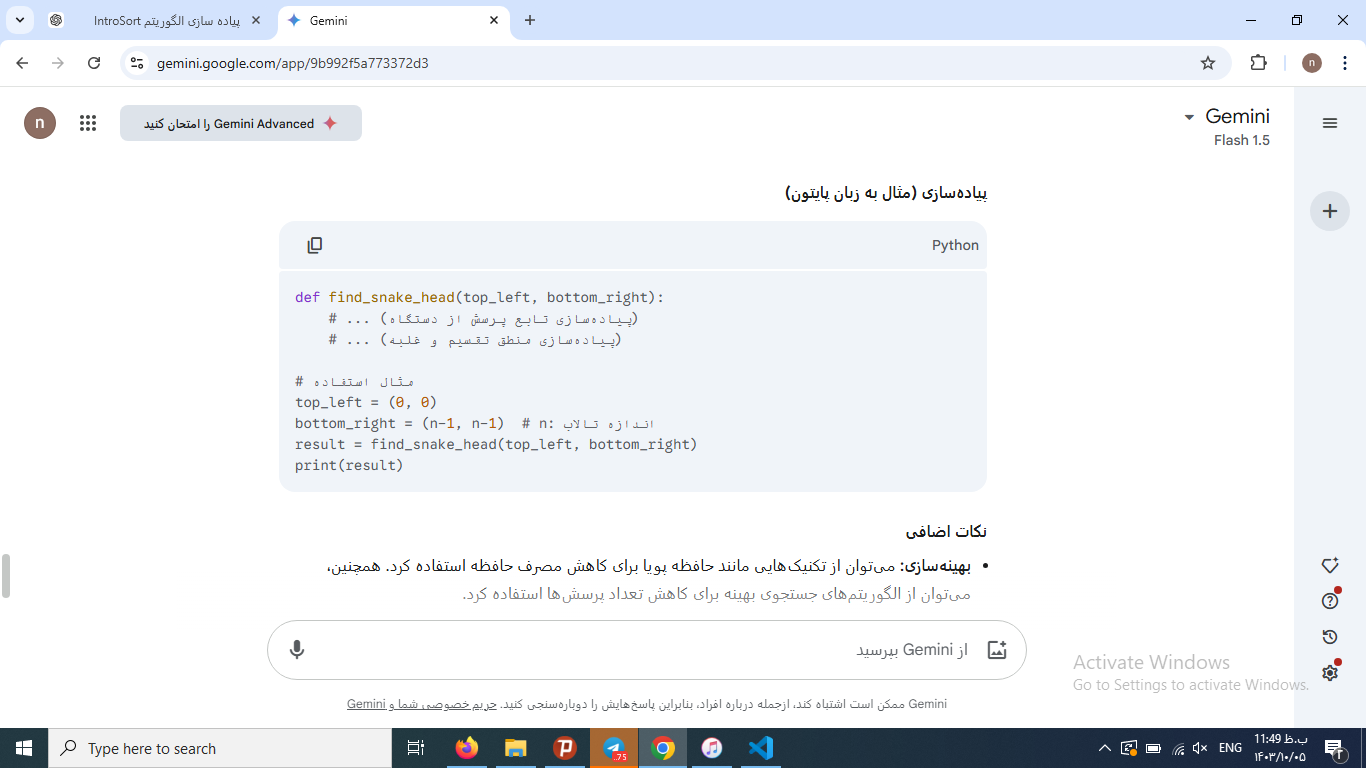 پیاده سازی الگوریتم IntroSort
Gemini
gemini.google.com/app/9b992f5a773372d3
n
n
Gemini Advanced را امتحان کنید
Gemini
Flash 1.5
پیاده‌سازی (مثال به زبان پایتون)
Python
def find_snake_head(top_left, bottom_right):
# ... (پیاده‌سازی تابع پرسش از دستگاه)
# ... (پیاده‌سازی منطق تقسیم و غلبه)
# مثال استفاده
top_left = (0, 0)
bottom_right = (n-1, n-1)  # n: اندازه تالاب
result = find_snake_head(top_left, bottom_right)
print(result)
نکات اضافی
• بهینه‌سازی: می‌توان از تکنیک‌هایی مانند حافظه پویا برای کاهش مصرف حافظه استفاده کرد. همچنین،
می‌توان از الگوریتم‌های جستجوی بهینه برای کاهش تعداد پرسش‌ها استفاده کرد.
از Gemini بپرسید
Gemini ممکن است اشتباه کند، ازجمله درباره افراد، بنابراین پاسخ‌هایش را دوباره‌سنجی کنید. حریم خصوصی شما و Gemini
Activate Windows
Go to Settings to activate Windows.
Type here to search
..75
ENG
ب.ظ 11:49
۱۴۰۳/۱۰/۰۵
۲